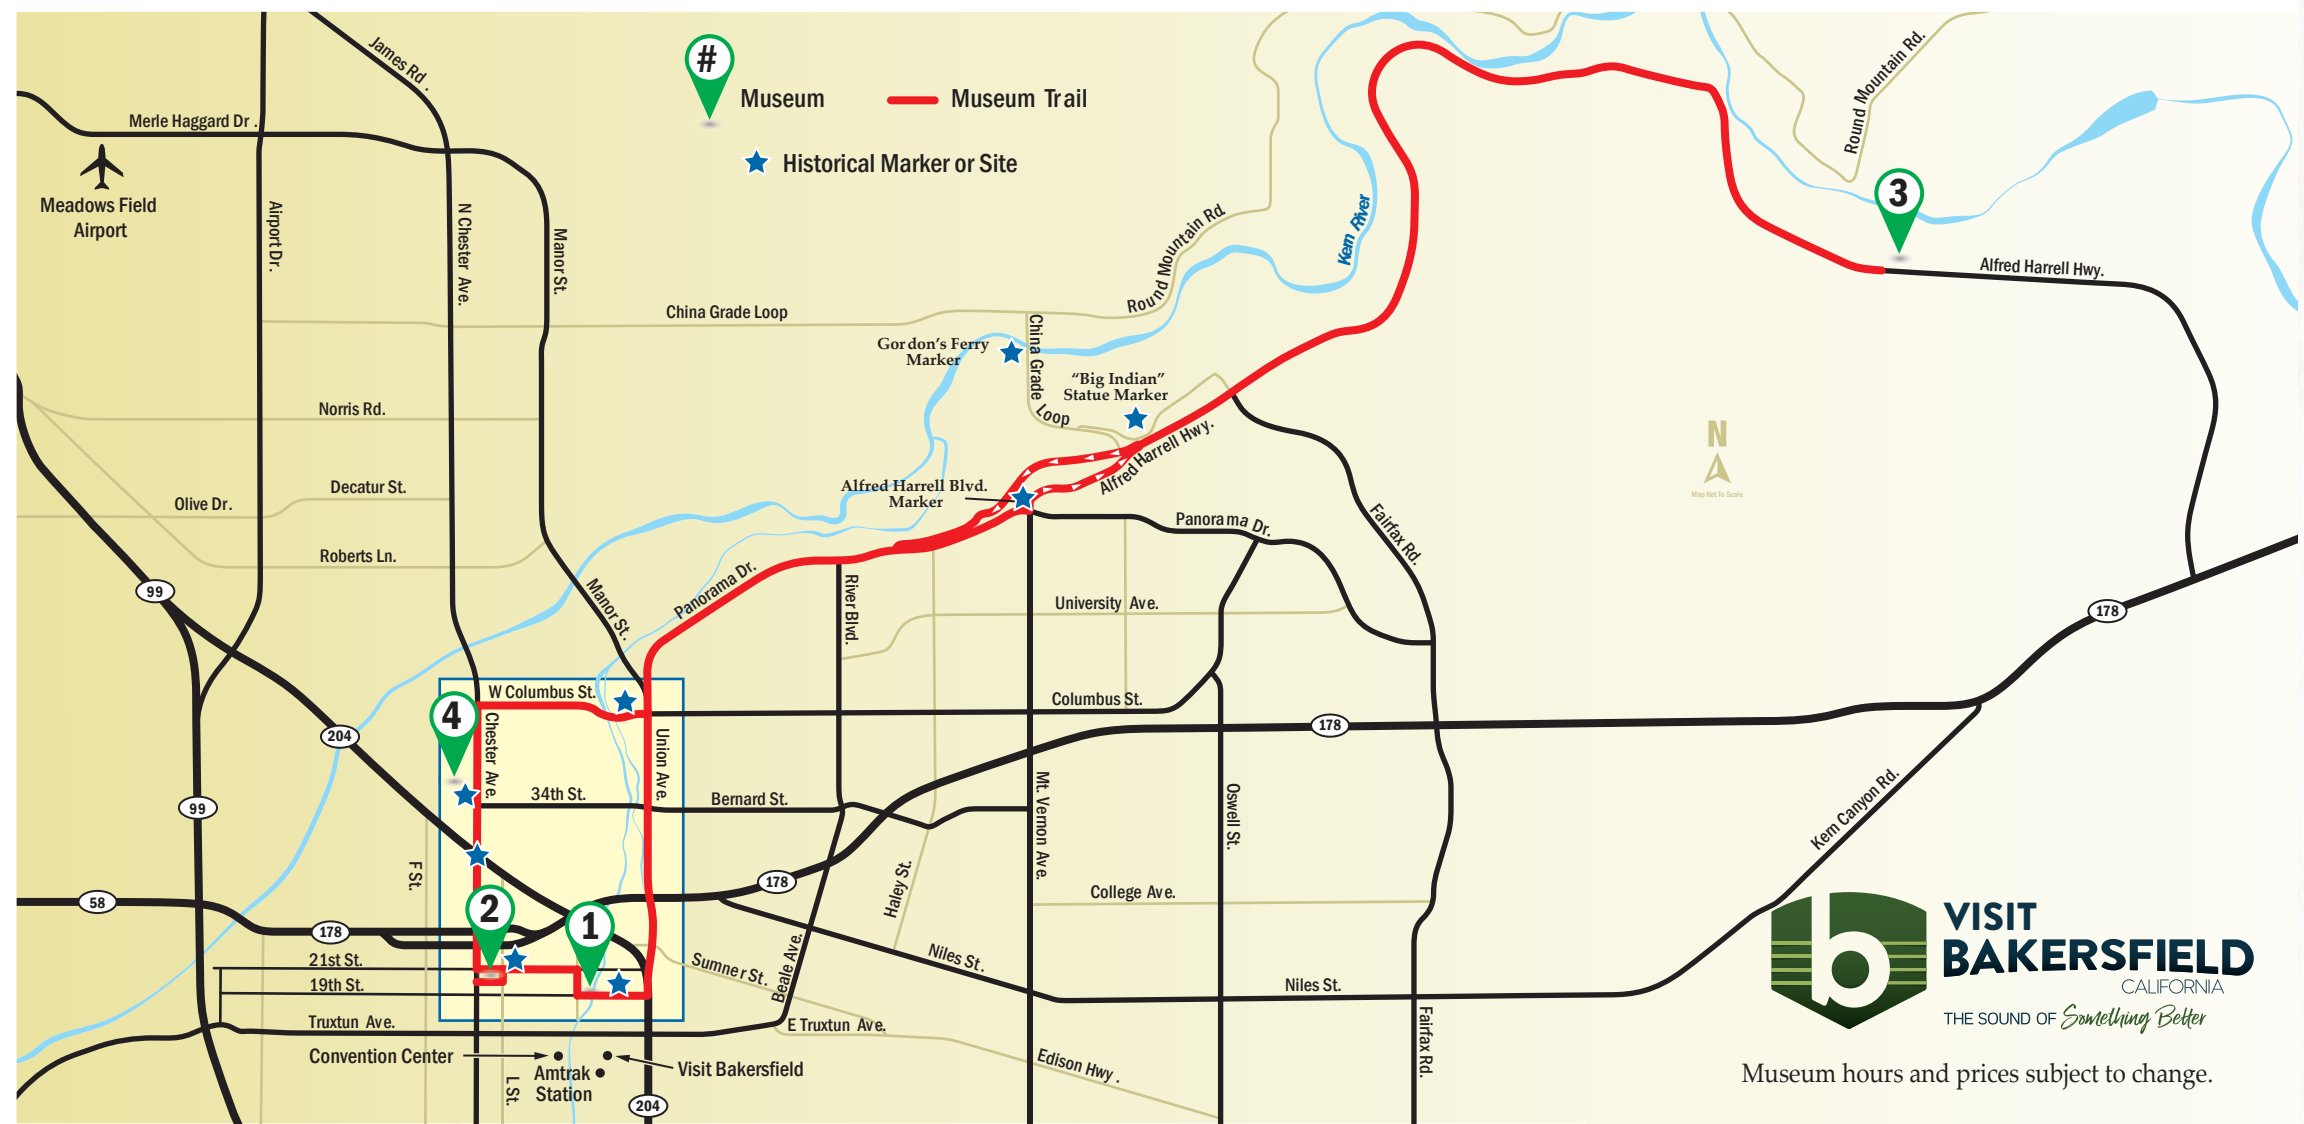 #
Museum
Museum Trail
Historical Marker or Site
James Rd.
Merle Haggard Dr.
Meadows Field
Airport
Airport Dr.
N Chester Ave.
Manor St.
Round Mountain Rd.
3
Kern River
Round Mountain Rd.
Alfred Harrell Hwy.
China Grade Loop
China Grade
Loop
Gordon's Ferry
Marker
“Big Indian”
Statue Marker
Norris Rd.
N
Map Not To Scale
Alfred Harrell Hwy.
Decatur St.
Olive Dr.
Alfred Harrell Blvd.
Marker
Panorama Dr.
Fairfax Rd.
Roberts Ln.
Manor St.
Panorama Dr.
River Blvd.
University Ave.
99
178
204
4
W Columbus St.
Columbus St.
178
Chester Ave.
Union Ave.
34th St.
Bernard St.
Mt. Vernon Ave.
Oswell St.
Kern Canyon Rd.
99
F St.
178
Haley St.
College Ave.
58
2
1
178
21st St.
19th St.
Sumner St.
Beale Ave.
Niles St.
Niles St.
Truxtun Ave.
E Truxtun Ave.
Fairfax Rd.
Convention Center
Amtrak
Station
Visit Bakersfield
Edison Hwy.
L St.
204
b
VISIT
BAKERSFIELD
CALIFORNIA
THE SOUND OF Something Better
Museum hours and prices subject to change.